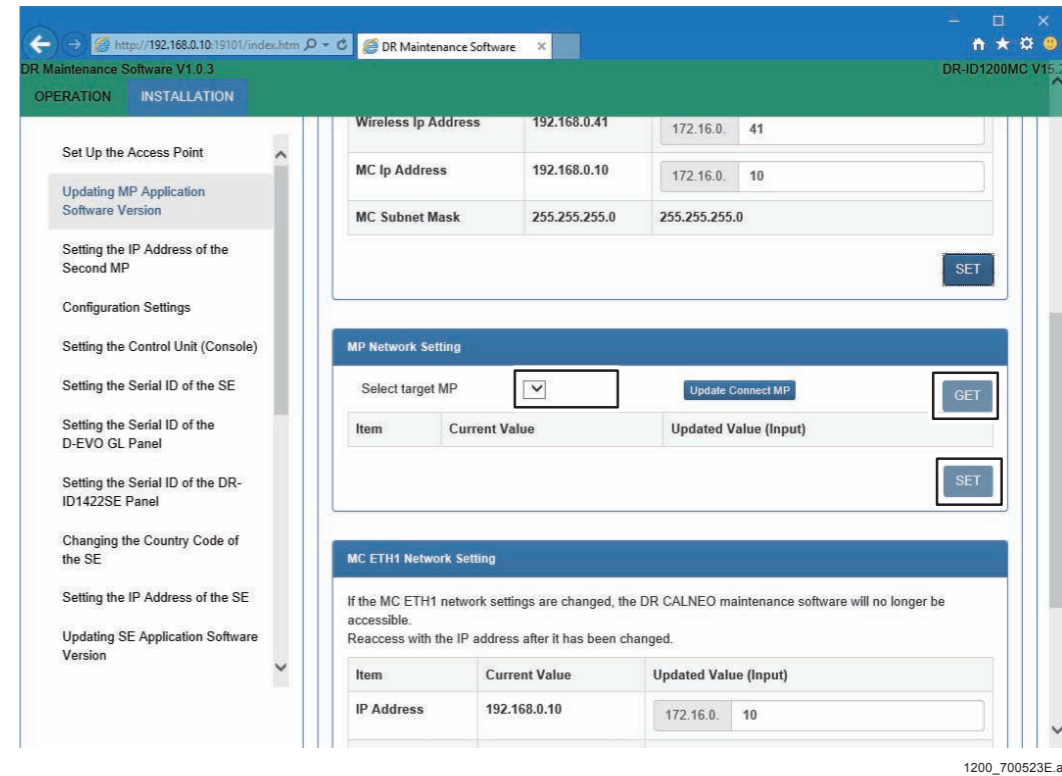 http://192.168.0.10:19101/index.htm
DR Maintenance Software
DR Maintenance Software V1.0.3
DR-ID1200MC V15.2
OPERATION
INSTALLATION
Set Up the Access Point
Updating MP Application
Software Version
Setting the IP Address of the
Second MP
Configuration Settings
Setting the Control Unit (Console)
Setting the Serial ID of the SE
Setting the Serial ID of the
D-EVO GL Panel
Setting the Serial ID of the DR-
ID1422SE Panel
Changing the Country Code of
the SE
Setting the IP Address of the SE
Updating SE Application Software
Version
Wireless Ip Address 192.168.0.41 172.16.0. 41
MC Ip Address 192.168.0.10 172.16.0. 10
MC Subnet Mask 255.255.255.0 255.255.255.0
SET
MP Network Setting
Select target MP Update Connect MP GET
Item Current Value Updated Value (Input)
SET
MC ETH1 Network Setting
If the MC ETH1 network settings are changed, the DR CALNEO maintenance software will no longer be
accessible.
Reaccess with the IP address after it has been changed.
Item Current Value Updated Value (Input)
IP Address 192.168.0.10 172.16.0. 10
1200_700523E.a